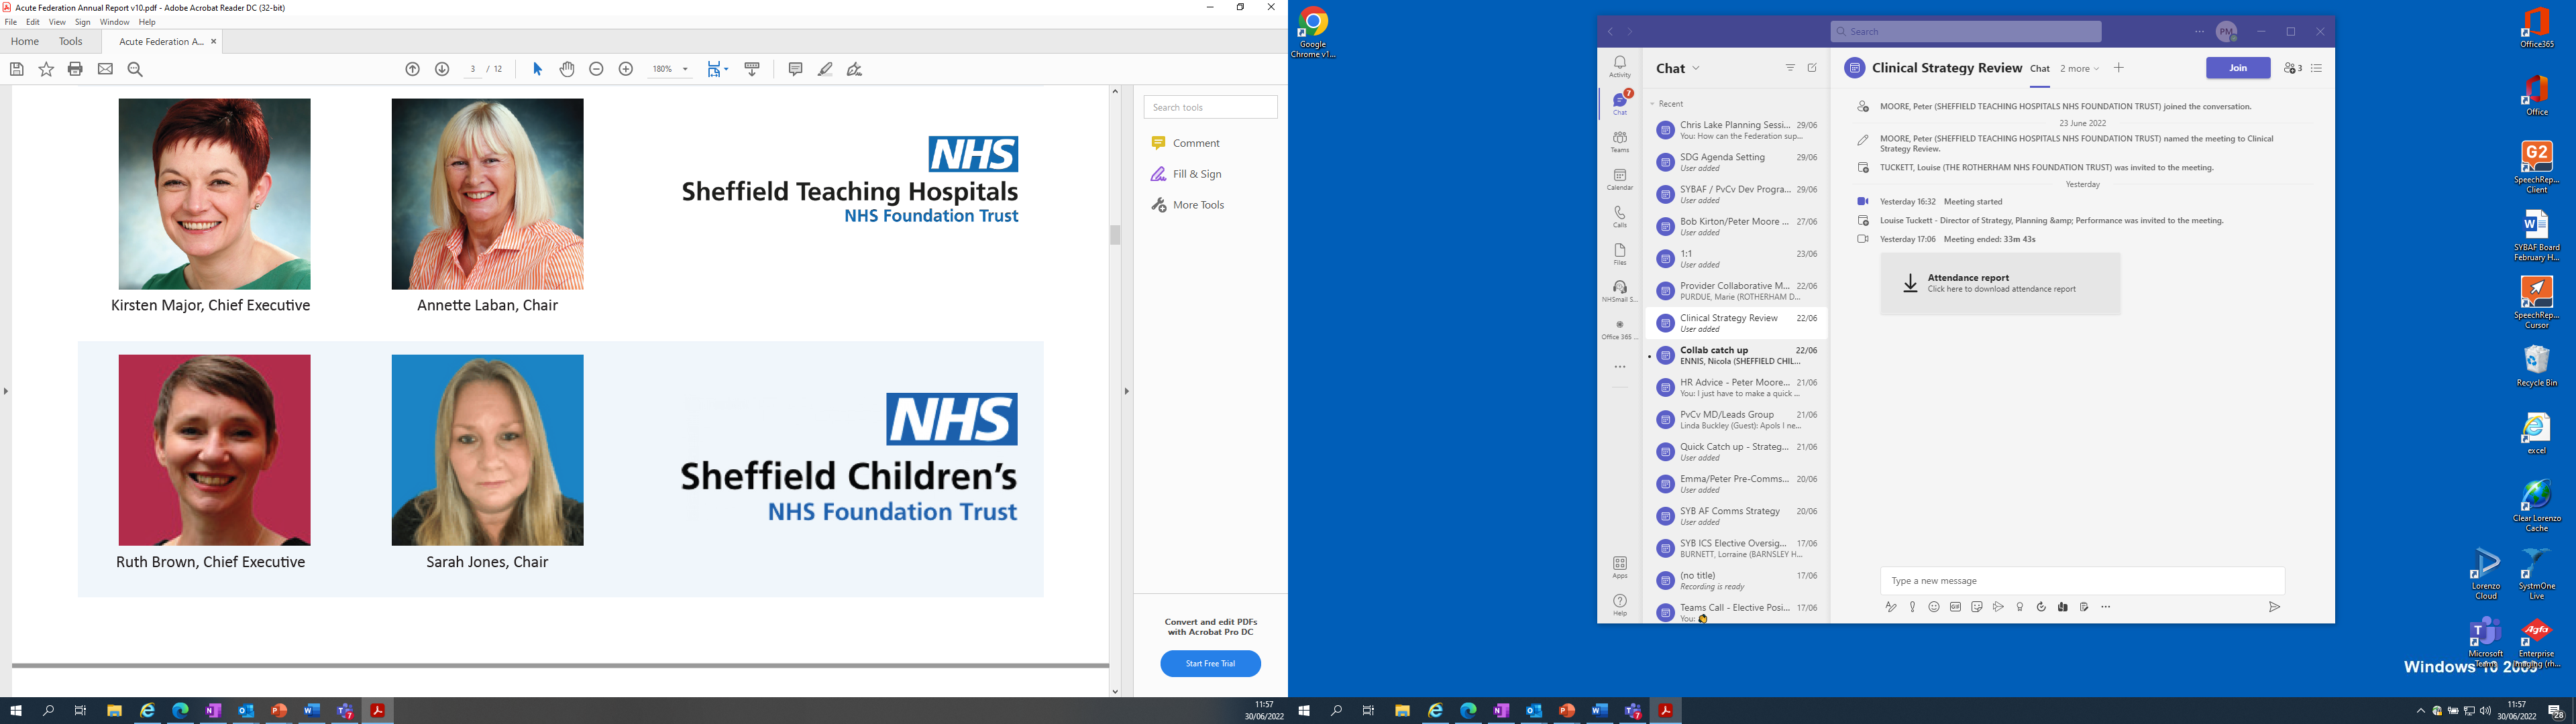 Acute Federation Annual Report v10.pdf - Adobe Acrobat Reader DC (32-bit)
File Edit View Sign Window Help
Home Tools Acute Federation A... ×
3 / 12 180%
NHS
Sheffield Teaching Hospitals
NHS Foundation Trust
Kirsten Major, Chief Executive
Annette Laban, Chair
NHS
Sheffield Children's
NHS Foundation Trust
Ruth Brown, Chief Executive
Sarah Jones, Chair
Search tools
Comment
Fill & Sign
More Tools
Convert and edit PDFs
with Acrobat Pro DC
Start Free Trial
11:57
30/06/2022
Google
Chrome v1...
Search
PM
Activity
7
Chat
Teams
Calendar
Calls
Files
NHSmail S...
Office 365 ...
Apps
Help
Chat
Recent
Chris Lake Planning Sessi... 29/06
You: How can the Federation sup...
SDG Agenda Setting 29/06
User added
SYBAF / PvCv Dev Progra... 29/06
User added
Bob Kirton/Peter Moore ... 27/06
User added
1:1 23/06
User added
Provider Collaborative M... 22/06
PURDUE, Marie (ROTHERHAM D...
Clinical Strategy Review 22/06
User added
Collab catch up 22/06
ENNIS, Nicola (SHEFFIELD CHIL...
HR Advice - Peter Moore... 21/06
You: I just have to make a quick ...
PvCv MD/Leads Group 21/06
Linda Buckley (Guest): Apols I ne...
Quick Catch up - Strateg... 21/06
User added
Emma/Peter Pre-Comms... 20/06
User added
SYB AF Comms Strategy 20/06
User added
SYB ICS Elective Oversig... 17/06
BURNETT, Lorraine (BARNSLEY H...
(no title) 17/06
Recording is ready
Teams Call - Elective Posi... 17/06
You:
Clinical Strategy Review Chat 2 more Join 3
MOORE, Peter (SHEFFIELD TEACHING HOSPITALS NHS FOUNDATION TRUST) joined the conversation.
23 June 2022
MOORE, Peter (SHEFFIELD TEACHING HOSPITALS NHS FOUNDATION TRUST) named the meeting to Clinical
Strategy Review.
TUCKETT, Louise (THE ROTHERHAM NHS FOUNDATION TRUST) was invited to the meeting.
Yesterday
Yesterday 16:32 Meeting started
Louise Tuckett - Director of Strategy, Planning &amp; Performance was invited to the meeting.
Yesterday 17:06 Meeting ended: 33m 43s
Attendance report
Click here to download attendance report
Type a new message
Office365
Office
G2
SpeechRep...
Client
SYBAF Board
February H...
SpeechRep...
Cursor
Recycle Bin
excel
Clear Lorenzo
Cache
Lorenzo
Cloud
SystmOne
Live
Microsoft
Teams
Agfa
Enterprise
Imaging (rh...
Windows 10 2009
11:57
30/06/2022
28